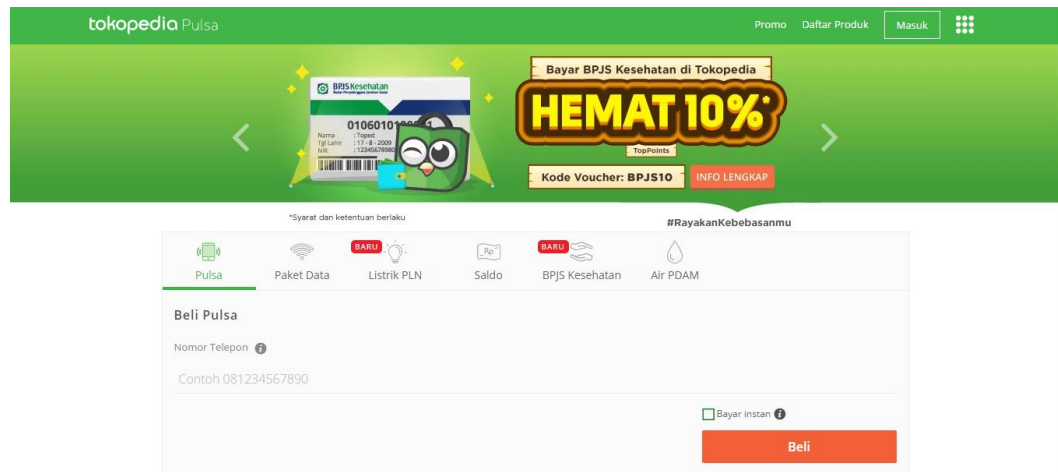 tokopedia Pulsa
Promo Daftar Produk Masuk
Bayar BPJS Kesehatan di Tokopedia
HEMAT 10%*
TopPoints
Kode Voucher: BPJS10 INFO LENGKAP
BPJS Kesehatan
Nama : Toped
Tgl Lahir : 17 - 8 - 2009
NIK
*Syarat dan ketentuan berlaku
#RayakanKebebasanmu
BARU BARU
Pulsa Paket Data Listrik PLN Saldo BPJS Kesehatan Air PDAM
Beli Pulsa
Nomor Telepon
Contoh 081234567890
Bayar instan
Beli